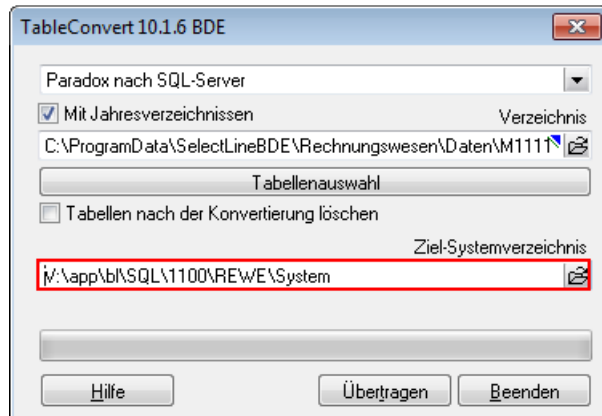 TableConvert 10.1.6 BDE
Paradox nach SQL-Server
Mit Jahresverzeichnissen
Verzeichnis
C:\ProgramData\SelectLineBDE\Rechnungswesen\Daten\M1111
Tabellenauswahl
Tabellen nach der Konvertierung löschen
Ziel-Systemverzeichnis
V:\app\bl\SQL\1100\REWE\System
Hilfe Übertragen Beenden